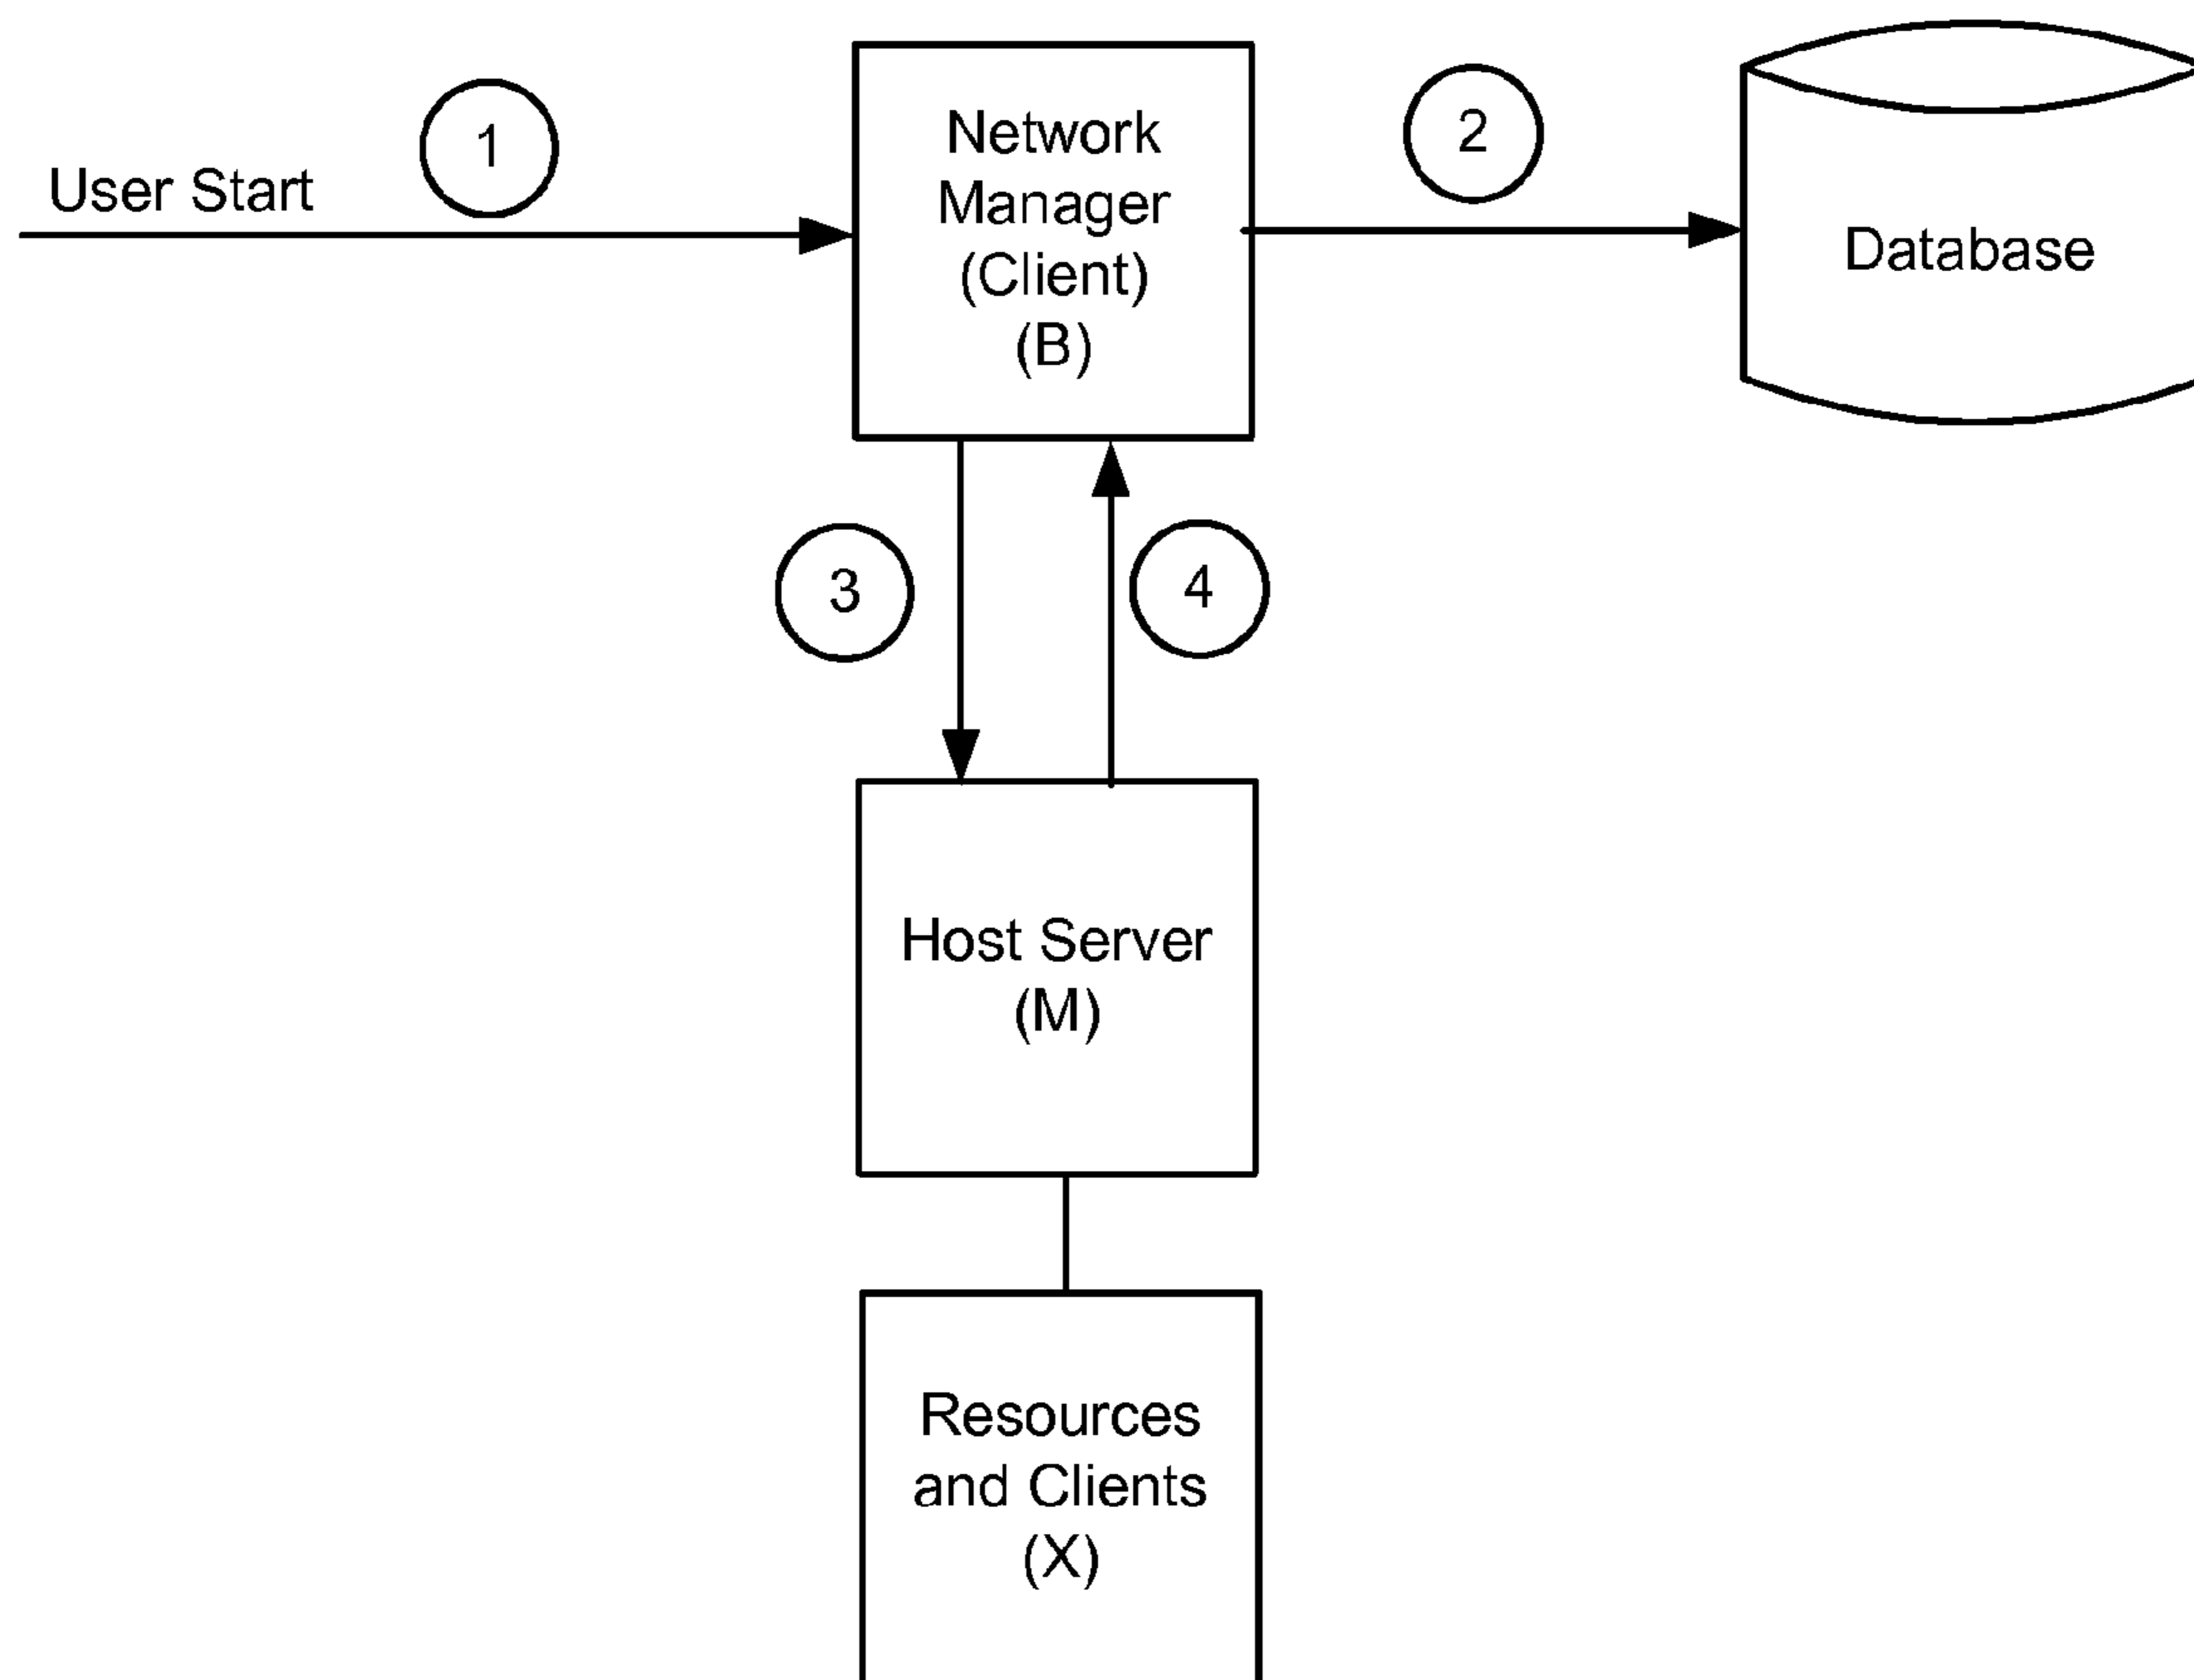 User Start
1
Network
Manager
(Client)
(B)
2
Database
3
4
Host Server
(M)
Resources
and Clients
(X)